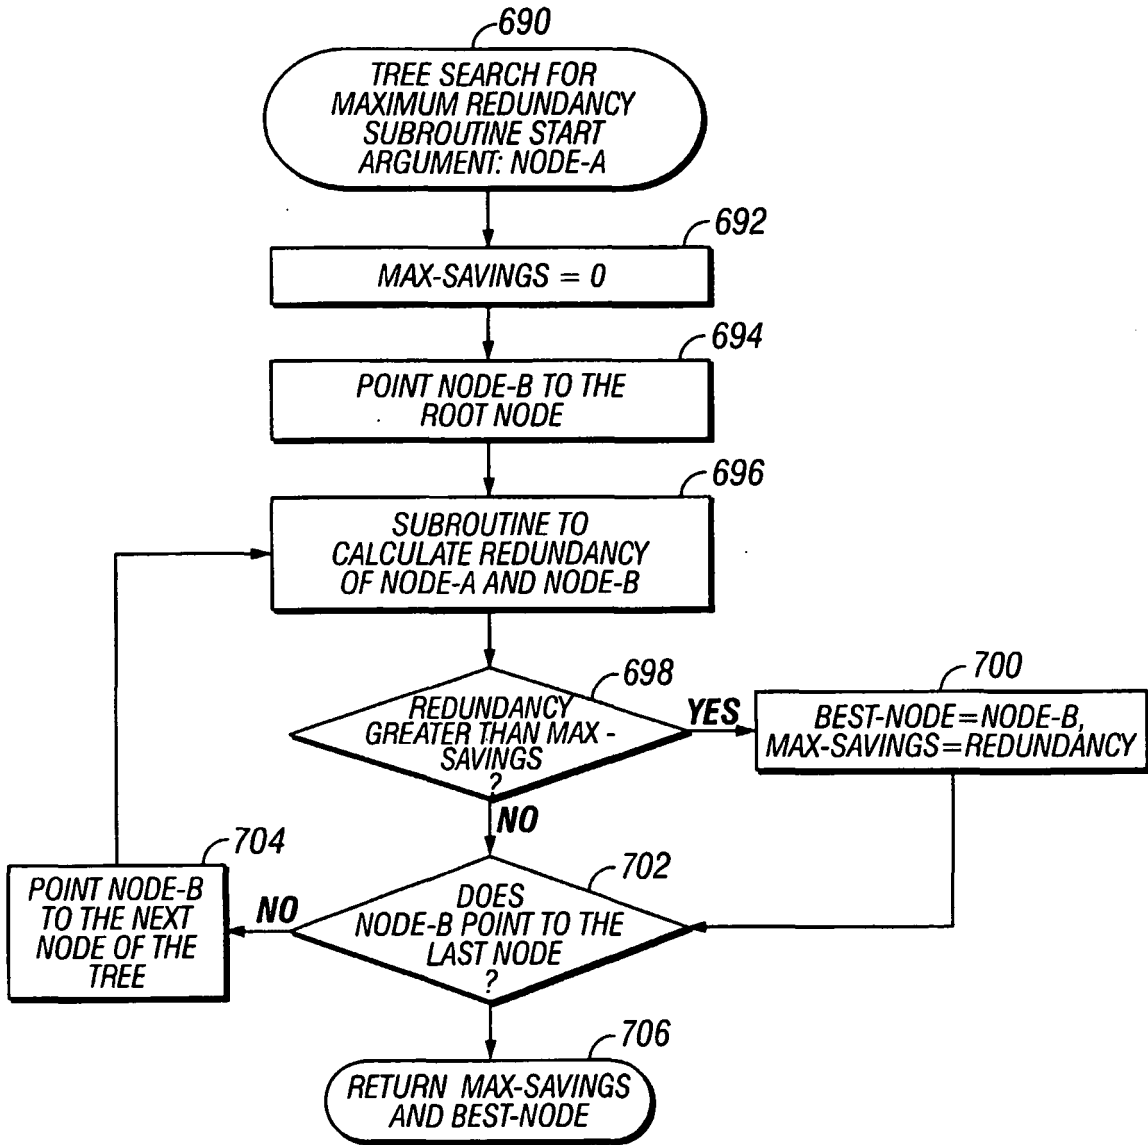 690
TREE SEARCH FOR
MAXIMUM REDUNDANCY
SUBROUTINE START
ARGUMENT: NODE-A
692
MAX-SAVINGS = 0
694
POINT NODE-B TO THE
ROOT NODE
696
SUBROUTINE TO
CALCULATE REDUNDANCY
OF NODE-A AND NODE-B
698
REDUNDANCY
GREATER THAN MAX -
SAVINGS
?
YES
700
BEST-NODE=NODE-B,
MAX-SAVINGS=REDUNDANCY
NO
702
DOES
NODE-B POINT TO THE
LAST NODE
?
NO
704
POINT NODE-B
TO THE NEXT
NODE OF THE
TREE
706
RETURN MAX-SAVINGS
AND BEST-NODE